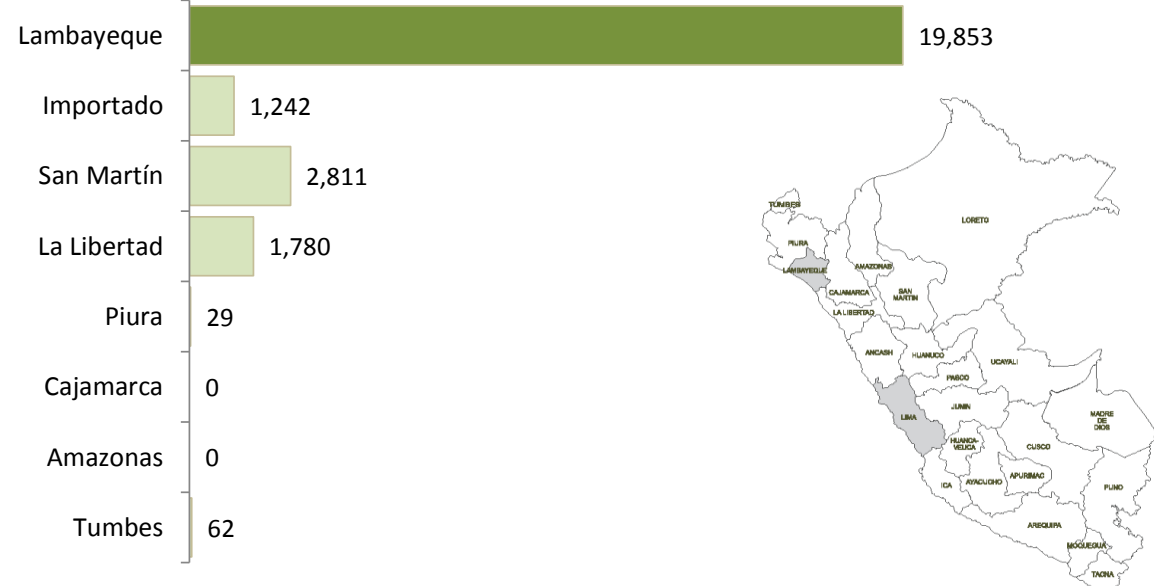 Lambayeque 19,853
Importado 1,242
San Martín 2,811
La Libertad 1,780
Piura 29
Cajamarca 0
Amazonas 0
Tumbes 62
TUMBES
LORETO
PIURA
LAMBAYEQUE
AMAZONAS
CAJAMARCA
SAN
MARTIN
LA LIBERTAD
ANCASH
HUANUCO
UCAYALI
PASCO
LIMA
JUNIN
MADRE
DE
DIOS
HUANCA-
VELICA
CUSCO
ICA
AYACUCHO
APURIMAC
PUNO
AREQUIPA
MOQUEGUA
TACNA